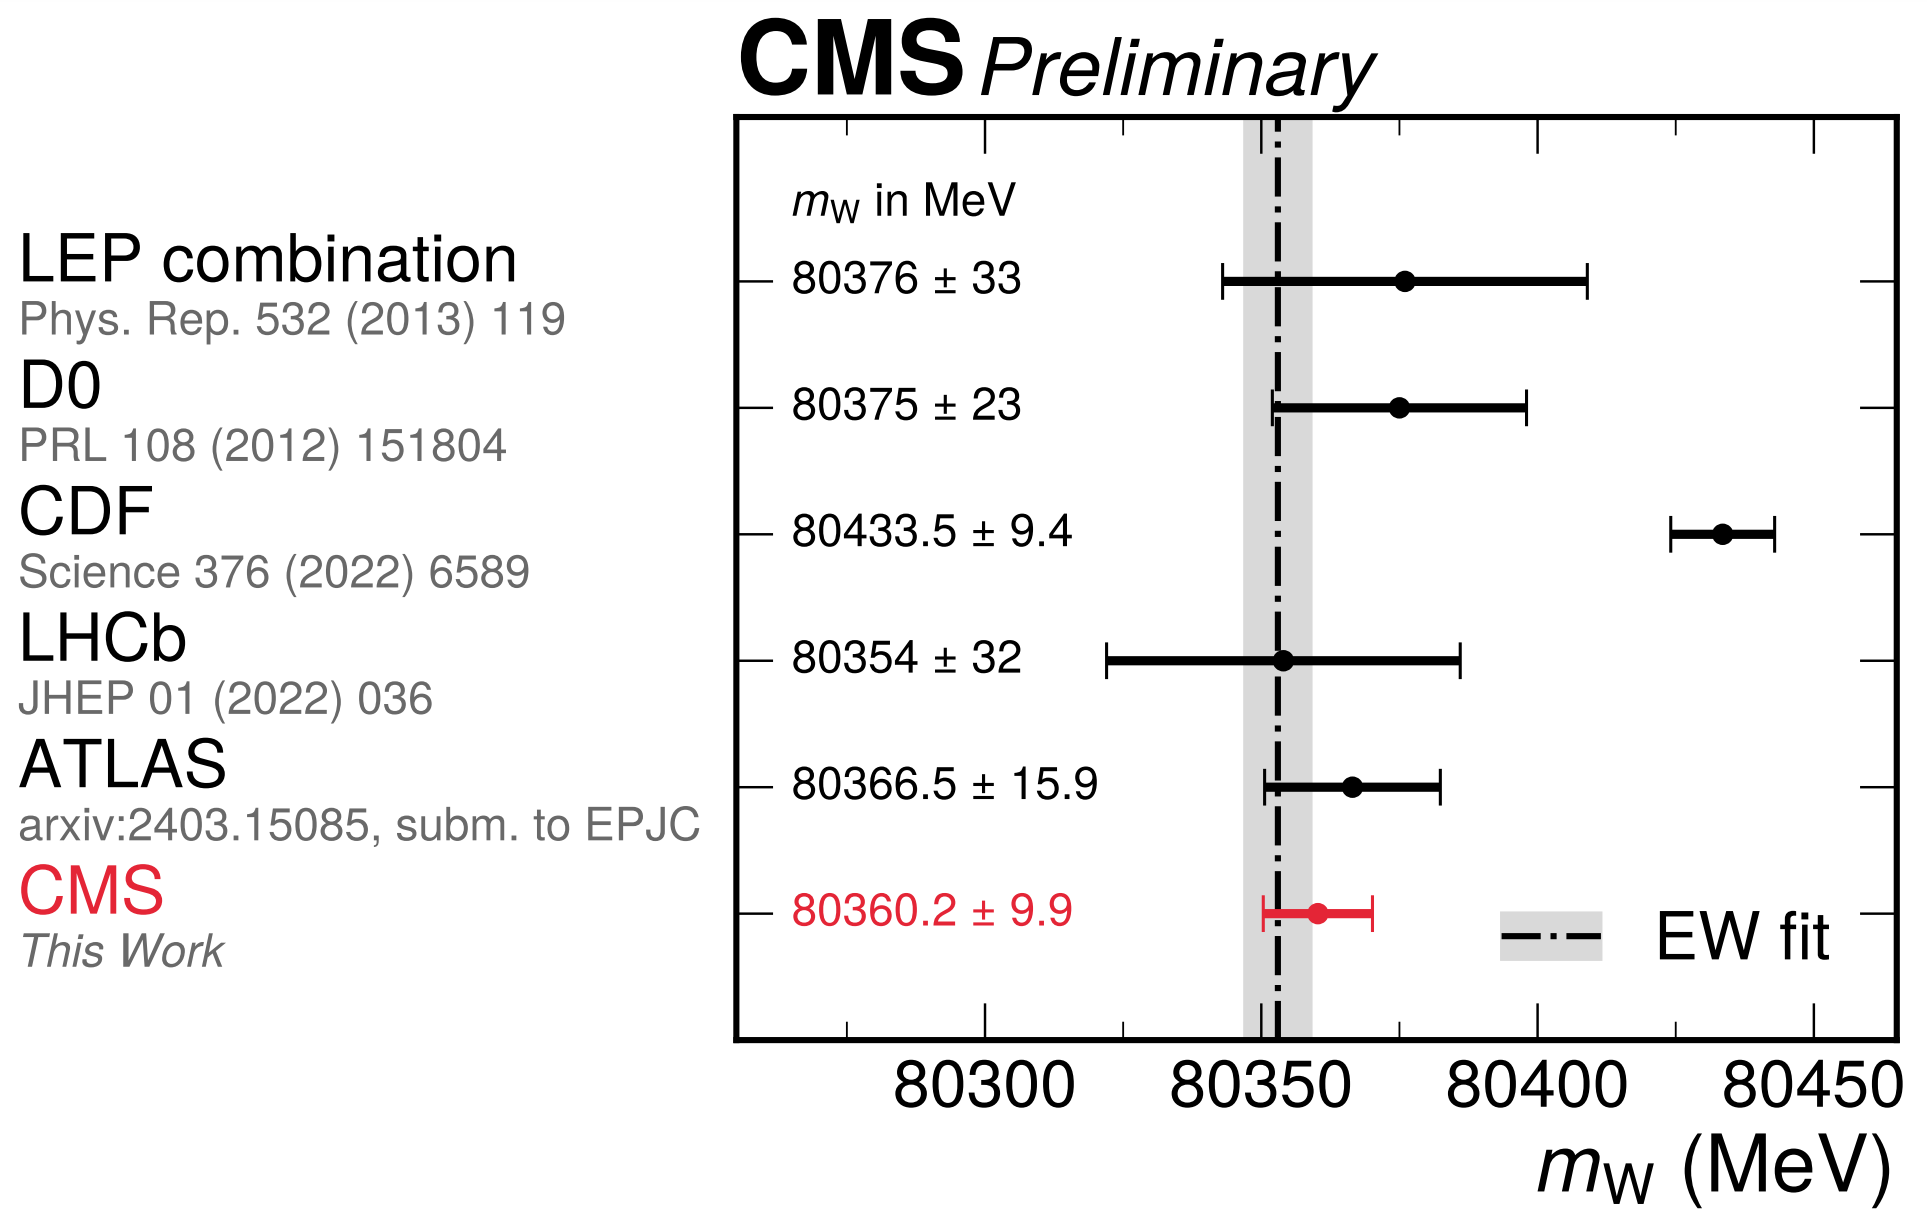 CMS Preliminary
m_W in MeV
LEP combination
80376 ± 33
Phys. Rep. 532 (2013) 119
D0
80375 ± 23
PRL 108 (2012) 151804
CDF
80433.5 ± 9.4
Science 376 (2022) 6589
LHCb
80354 ± 32
JHEP 01 (2022) 036
ATLAS
80366.5 ± 15.9
arxiv:2403.15085, subm. to EPJC
CMS
80360.2 ± 9.9
This Work
EW fit
80300 80350 80400 80450
m_W (MeV)